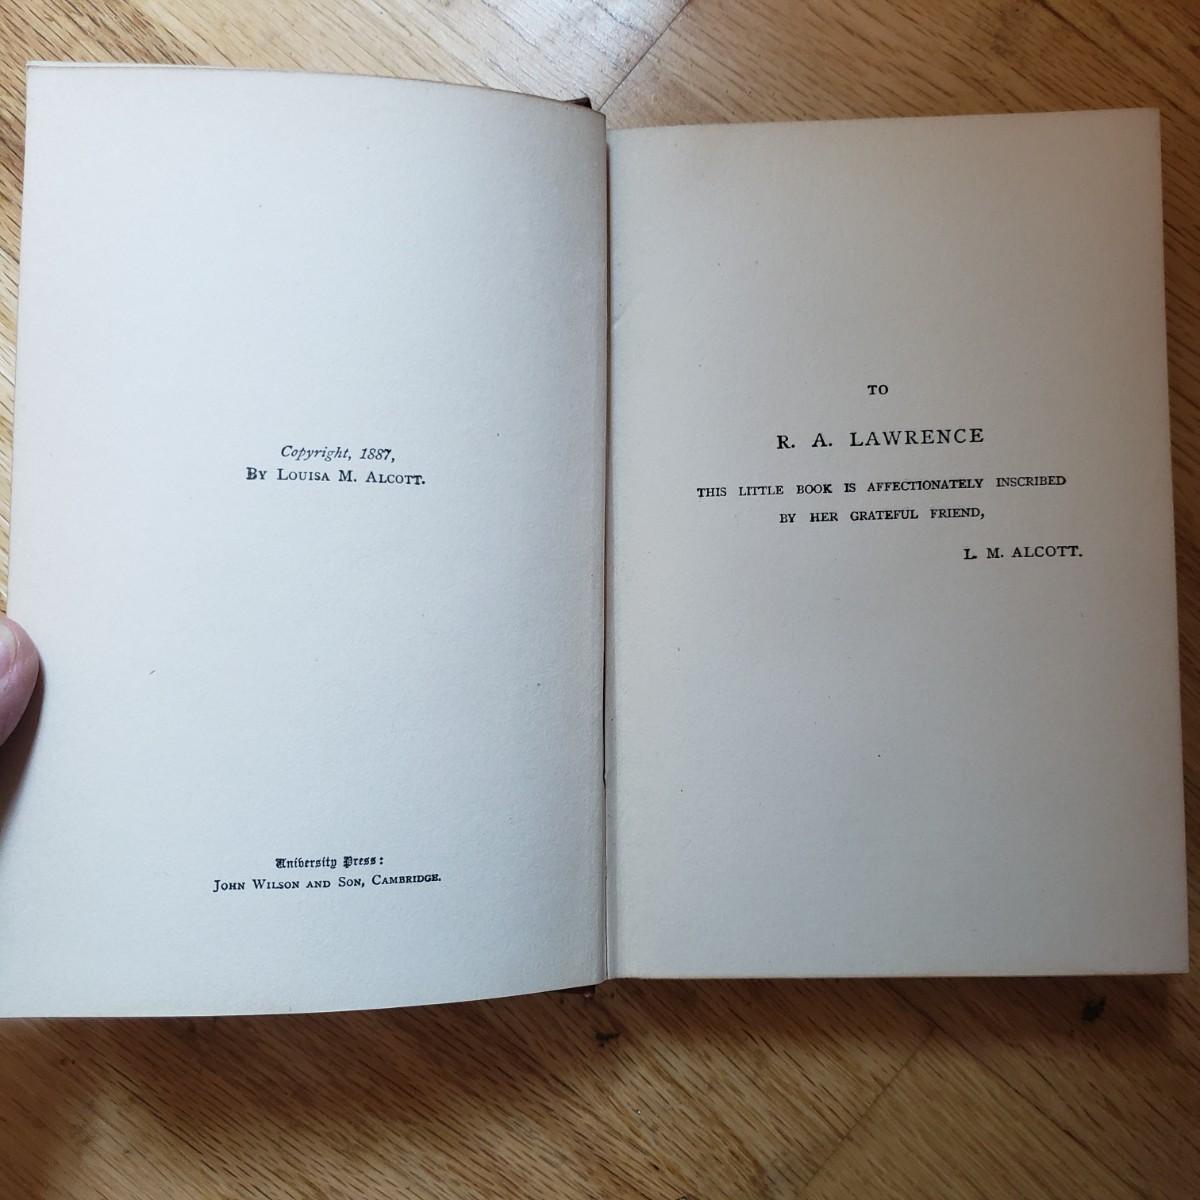 Copyright, 1887,
By Louisa M. Alcott.
University Press:
John Wilson and Son, Cambridge.
TO
R. A. LAWRENCE
THIS LITTLE BOOK IS AFFECTIONATELY INSCRIBED
BY HER GRATEFUL FRIEND,
L. M. ALCOTT.